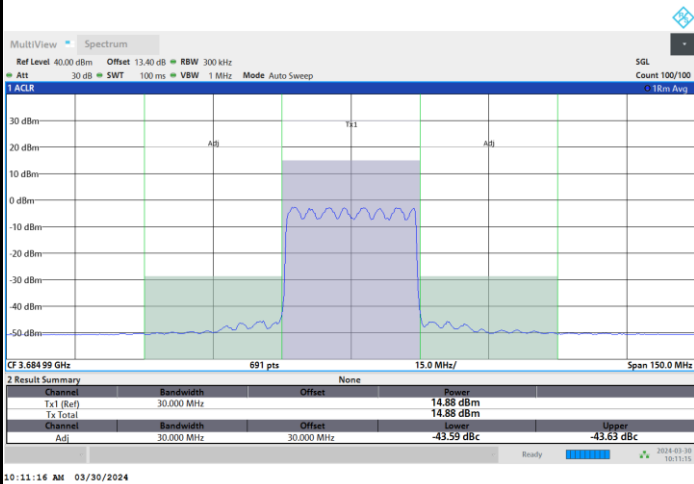 MultiView Spectrum
Ref Level 40.00 dBm Offset 13.40 dB RBW 300 kHz SGL
Att 30 dB SWT 100 ms VBW 1 MHz Mode Auto Sweep Count 100/100
1 ACLR 1Rm Avg
30 dBm
Tx1
20 dBm
Adj Adj
10 dBm
0 dBm
-10 dBm
-20 dBm
-30 dBm
-40 dBm
-50 dBm
CF 3.684 99 GHz 691 pts 15.0 MHz/ Span 150.0 MHz
2 Result Summary None
Channel Bandwidth Offset Power
Tx1 (Ref) 30.000 MHz 14.88 dBm
Tx Total 14.88 dBm
Channel Bandwidth Offset Lower Upper
Adj 30.000 MHz 30.000 MHz -43.59 dBc -43.63 dBc
Ready 2024-03-30
10:11:15
10:11:16 AM 03/30/2024